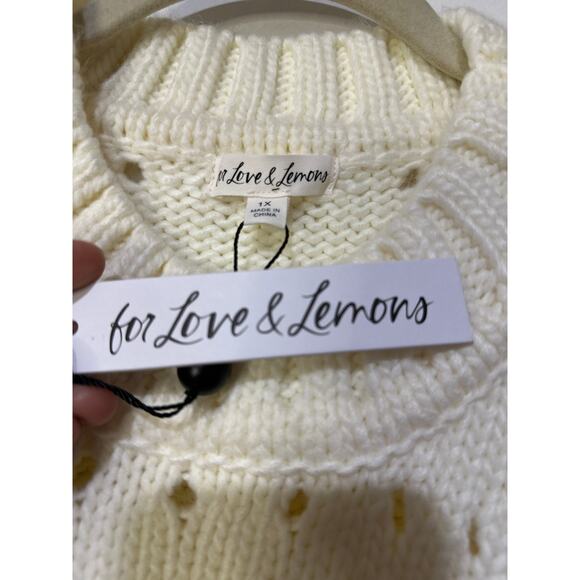 for Love & Lemons
1X
MADE IN
CHINA
for Love & Lemons